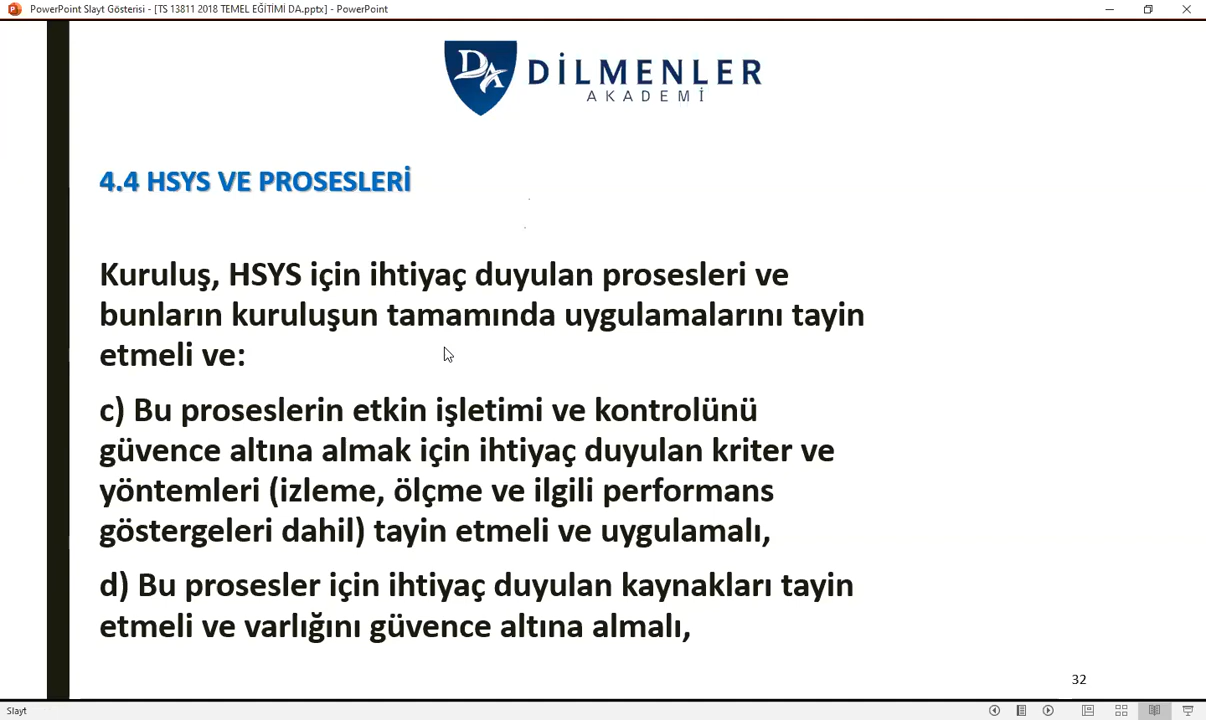 PowerPoint Slayt Gösterisi - [TS 13811 2018 TEMEL EĞİTİMİ DA.pptx] - PowerPoint
DA DİLMENLER
AKADEMİ
4.4 HSYS VE PROSESLERİ
Kuruluş, HSYS için ihtiyaç duyulan prosesleri ve
bunların kuruluşun tamamında uygulamalarını tayin
etmeli ve:
c) Bu proseslerin etkin işletimi ve kontrolünü
güvence altına almak için ihtiyaç duyulan kriter ve
yöntemleri (izleme, ölçme ve ilgili performans
göstergeleri dahil) tayin etmeli ve uygulamalı,
d) Bu prosesler için ihtiyaç duyulan kaynakları tayin
etmeli ve varlığını güvence altına almalı,
32
Slayt